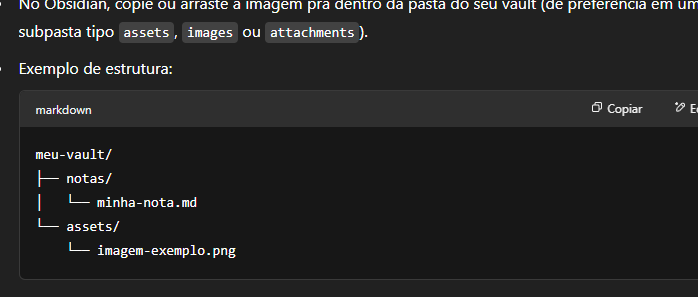 No Obsidian, copie ou arraste a imagem pra dentro da pasta do seu vault (de preferência em um
subpasta tipo assets, images ou attachments).
Exemplo de estrutura:
markdown
Copiar
meu-vault/
├── notas/
│   └── minha-nota.md
└── assets/
    └── imagem-exemplo.png